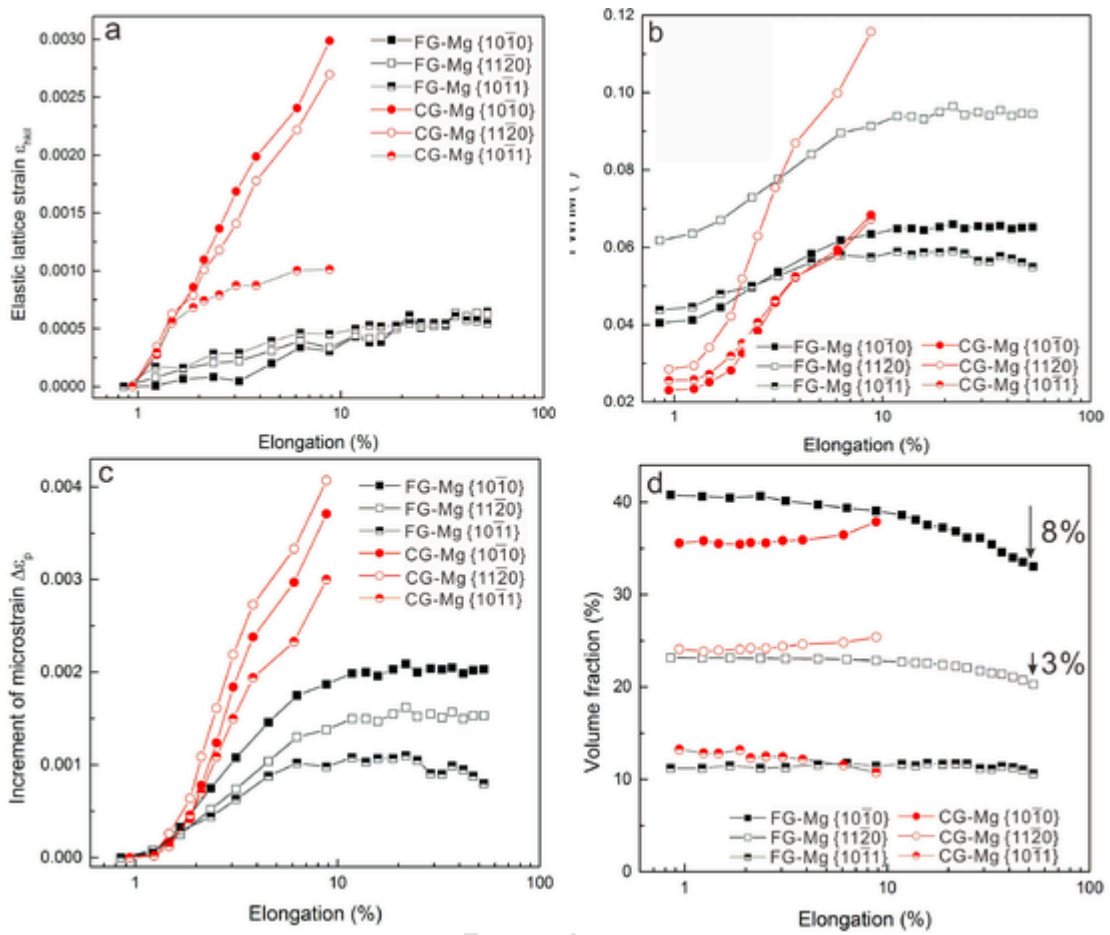 a
0.0030
0.0025
0.0020
0.0015
0.0010
0.0005
0.0000
Elastic lattice strain ε_hkil
FG-Mg {101̄0}
FG-Mg {112̄0}
FG-Mg {101̄1}
CG-Mg {101̄0}
CG-Mg {112̄0}
CG-Mg {101̄1}
1 10 100
Elongation (%)
b
0.12
0.10
0.08
0.06
0.04
0.02
FG-Mg {101̄0} CG-Mg {101̄0}
FG-Mg {112̄0} CG-Mg {112̄0}
FG-Mg {101̄1} CG-Mg {101̄1}
1 10 100
Elongation (%)
c
0.004
0.003
0.002
0.001
0.000
Increment of microstrain Δε_p
FG-Mg {101̄0}
FG-Mg {112̄0}
FG-Mg {101̄1}
CG-Mg {101̄0}
CG-Mg {112̄0}
CG-Mg {101̄1}
1 10 100
Elongation (%)
d
40
30
20
10
0
Volume fraction (%)
8%
3%
FG-Mg {101̄0} CG-Mg {101̄0}
FG-Mg {112̄0} CG-Mg {112̄0}
FG-Mg {101̄1} CG-Mg {101̄1}
1 10 100
Elongation (%)